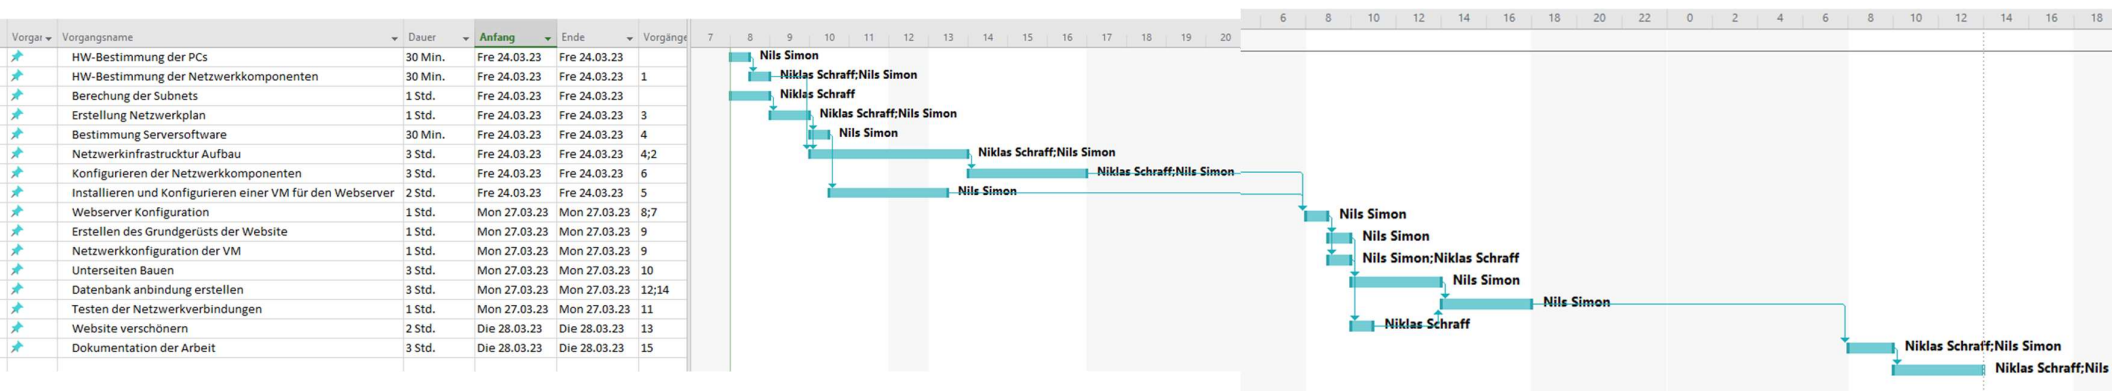 6 8 10 12 14 16 18 20 22 0 2 4 6 8 10 12 14 16 18
Vorgar Vorgangsname Dauer Anfang Ende Vorgänge 7 8 9 10 11 12 13 14 15 16 17 18 19 20
HW-Bestimmung der PCs 30 Min. Fre 24.03.23 Fre 24.03.23 Nils Simon
HW-Bestimmung der Netzwerkkomponenten 30 Min. Fre 24.03.23 Fre 24.03.23 1 Niklas Schraff;Nils Simon
Berechung der Subnets 1 Std. Fre 24.03.23 Fre 24.03.23 Niklas Schraff
Erstellung Netzwerkplan 1 Std. Fre 24.03.23 Fre 24.03.23 3 Niklas Schraff;Nils Simon
Bestimmung Serversoftware 30 Min. Fre 24.03.23 Fre 24.03.23 4 Nils Simon
Netzwerkinfrastrucktur Aufbau 3 Std. Fre 24.03.23 Fre 24.03.23 4;2 Niklas Schraff;Nils Simon
Konfigurieren der Netzwerkkomponenten 3 Std. Fre 24.03.23 Fre 24.03.23 6 Niklas Schraff;Nils Simon
Installieren und Konfigurieren einer VM für den Webserver 2 Std. Fre 24.03.23 Fre 24.03.23 5 Nils Simon
Webserver Konfiguration 1 Std. Mon 27.03.23 Mon 27.03.23 8;7 Nils Simon
Erstellen des Grundgerüsts der Website 1 Std. Mon 27.03.23 Mon 27.03.23 9 Nils Simon
Netzwerkkonfiguration der VM 1 Std. Mon 27.03.23 Mon 27.03.23 9 Nils Simon;Niklas Schraff
Unterseiten Bauen 3 Std. Mon 27.03.23 Mon 27.03.23 10 Nils Simon
Datenbank anbindung erstellen 3 Std. Mon 27.03.23 Mon 27.03.23 12;14 Nils Simon
Testen der Netzwerkverbindungen 1 Std. Mon 27.03.23 Mon 27.03.23 11 Niklas Schraff
Website verschönern 2 Std. Die 28.03.23 Die 28.03.23 13 Niklas Schraff;Nils Simon
Dokumentation der Arbeit 3 Std. Die 28.03.23 Die 28.03.23 15 Niklas Schraff;Nils